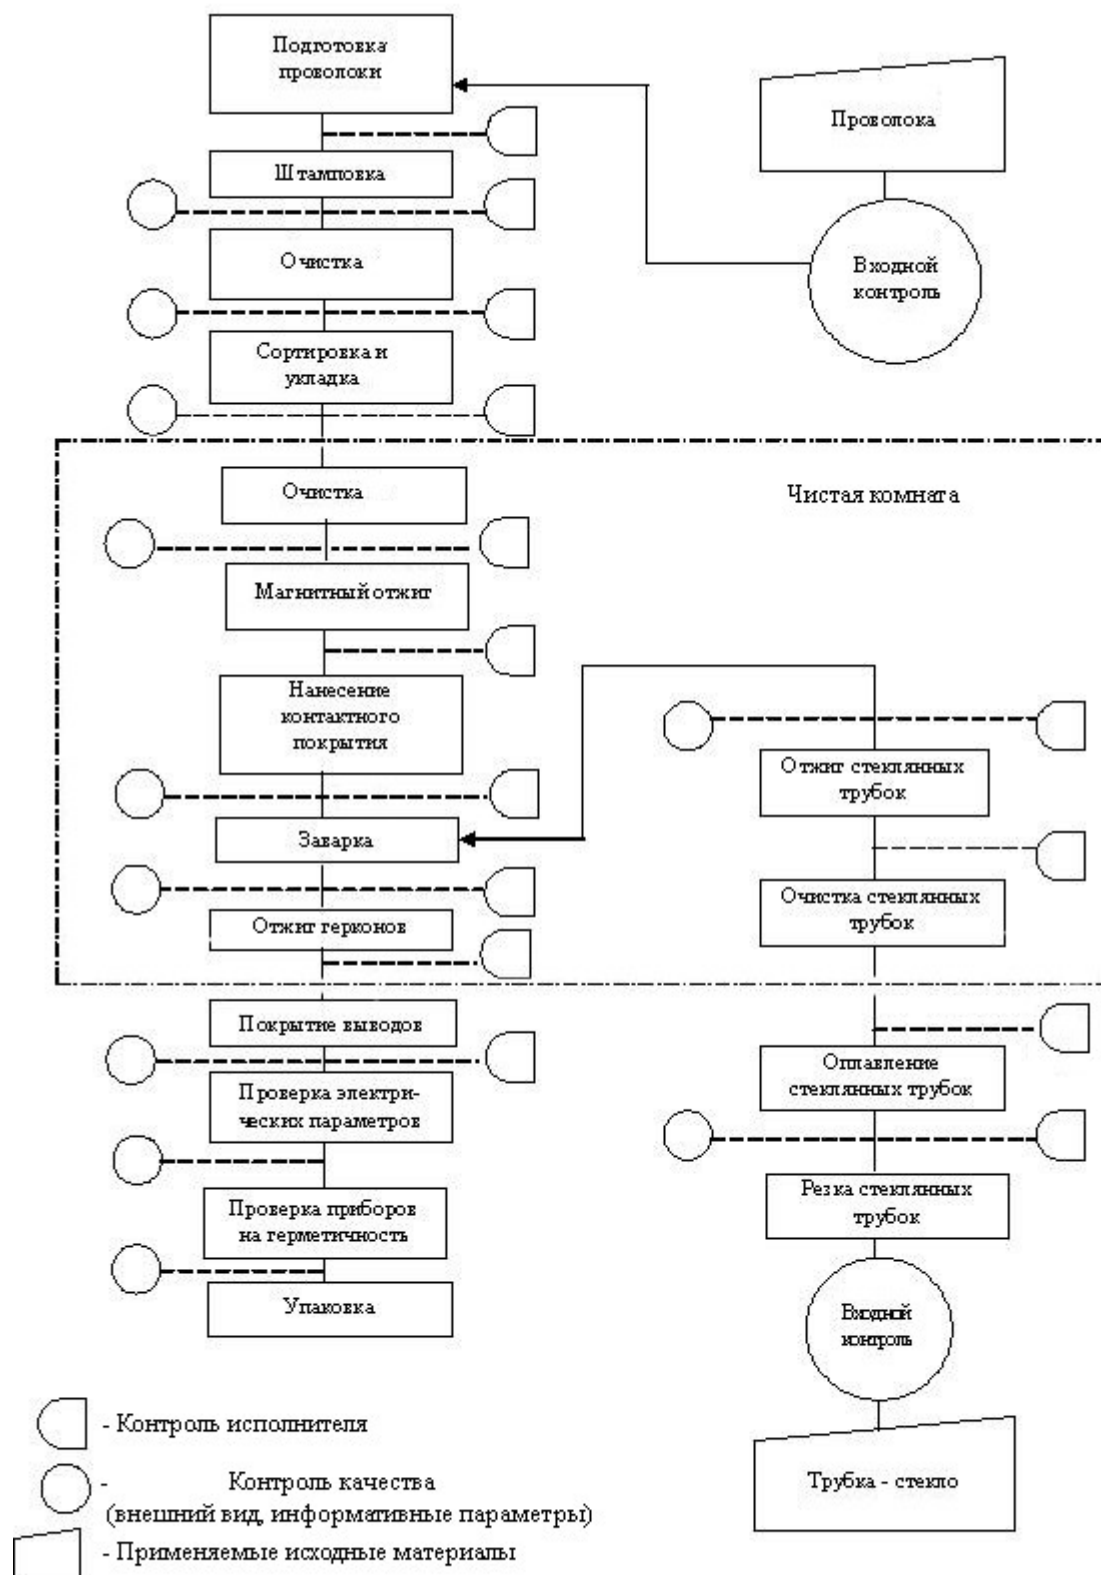 Подготовка
проволоки
Проволока
Штамповка
Входной
контроль
Очистка
Сортировка и
укладка
Чистая комната
Очистка
Магнитный отжиг
Нанесение
контактного
покрытия
Отжиг стеклянных
трубок
Заварка
Очистка стеклянных
трубок
Отжиг герконов
Покрытие выводов
Оплавление
стеклянных трубок
Проверка электри-
ческих параметров
Резка стеклянных
трубок
Проверка приборов
на герметичность
Упаковка
Входной
контроль
Трубка - стекло
- Контроль исполнителя
- Контроль качества
(внешний вид, информативные параметры)
- Применяемые исходные материалы